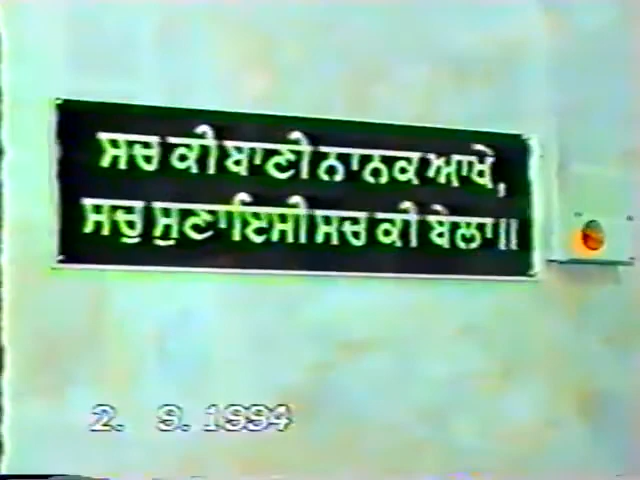 ਸਚ ਕੀ ਬਾਣੀ ਨਾਨਕ ਆਖੇ,
ਸਚੁ ਸੁਣਾਇਸੀ ਸਚ ਕੀ ਬੇਲਾ॥
2. 9. 1994